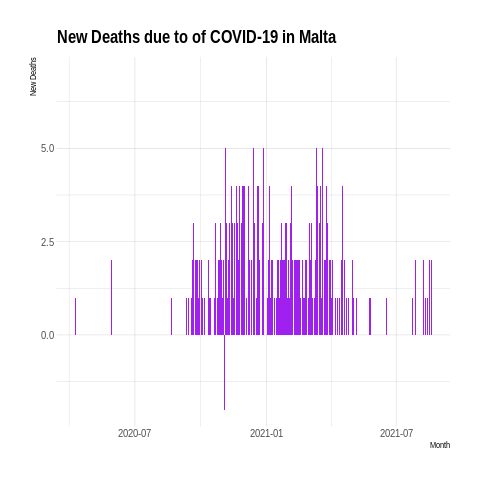 New Deaths due to of COVID-19 in Malta
New Deaths
5.0
2.5
0.0
2020-07
2021-01
2021-07
Month